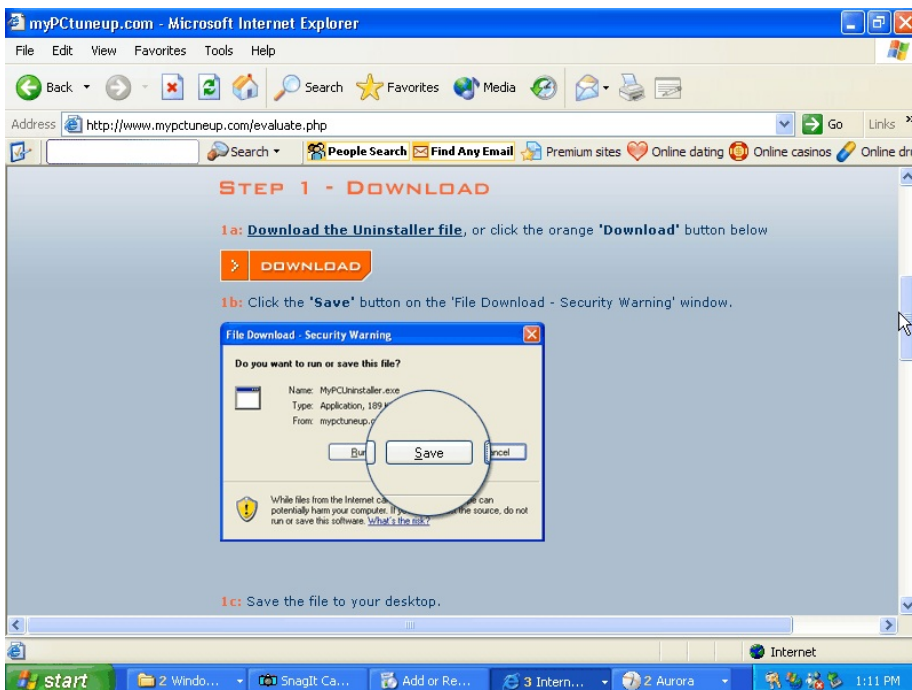 myPCtuneup.com - Microsoft Internet Explorer
File Edit View Favorites Tools Help
Back Search Favorites Media
Address http://www.mypctuneup.com/evaluate.php Go Links »
Search People Search Find Any Email Premium sites Online dating Online casinos Online dru
STEP 1 - DOWNLOAD
1a: Download the Uninstaller file, or click the orange 'Download' button below
DOWNLOAD
1b: Click the 'Save' button on the 'File Download - Security Warning' window.
File Download - Security Warning
Do you want to run or save this file?
Name: MyPCUninstaller.exe
Type: Application, 189
From: mypctuneup.c
Run Save Cancel
While files from the Internet ca can
potentially harm your computer. If y the source, do not
run or save this software. What's the risk?
1c: Save the file to your desktop.
Internet
start 2 Windo... SnagIt Ca... Add or Re... 3 Intern... 2 Aurora 1:11 PM